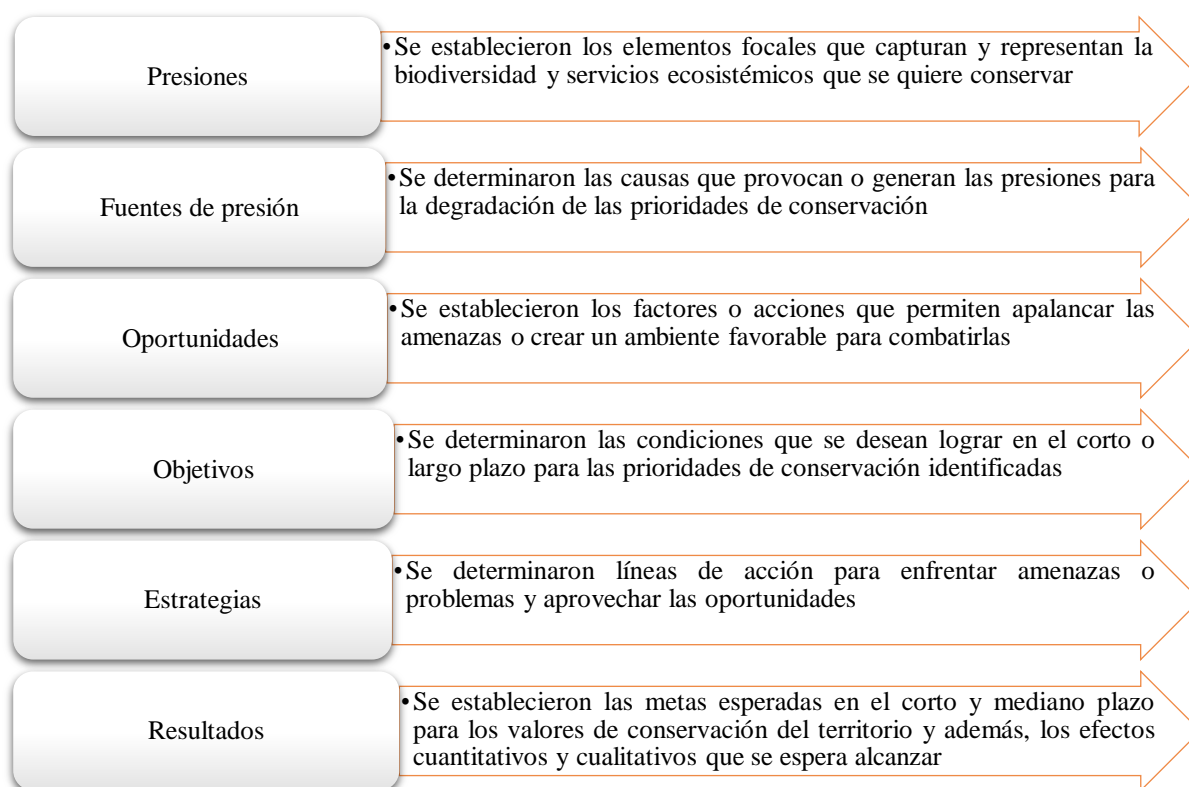 Presiones
•Se establecieron los elementos focales que capturan y representan la
biodiversidad y servicios ecosistémicos que se quiere conservar
Fuentes de presión
•Se determinaron las causas que provocan o generan las presiones para
la degradación de las prioridades de conservación
Oportunidades
•Se establecieron los factores o acciones que permiten apalancar las
amenazas o crear un ambiente favorable para combatirlas
Objetivos
•Se determinaron las condiciones que se desean lograr en el corto o
largo plazo para las prioridades de conservación identificadas
Estrategias
•Se determinaron líneas de acción para enfrentar amenazas o
problemas y aprovechar las oportunidades
Resultados
•Se establecieron las metas esperadas en el corto y mediano plazo
para los valores de conservación del territorio y además, los efectos
cuantitativos y cualitativos que se espera alcanzar